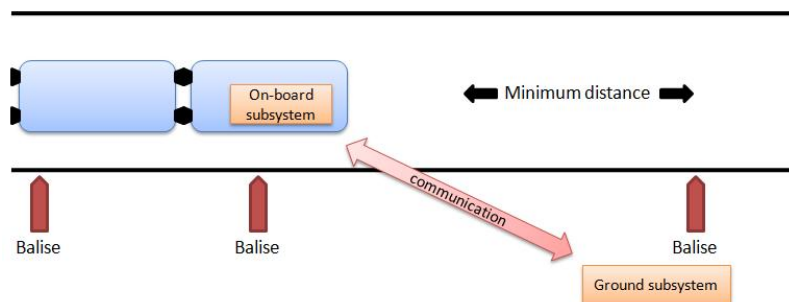 On-board
subsystem
Minimum distance
communication
Balise
Balise
Balise
Ground subsystem